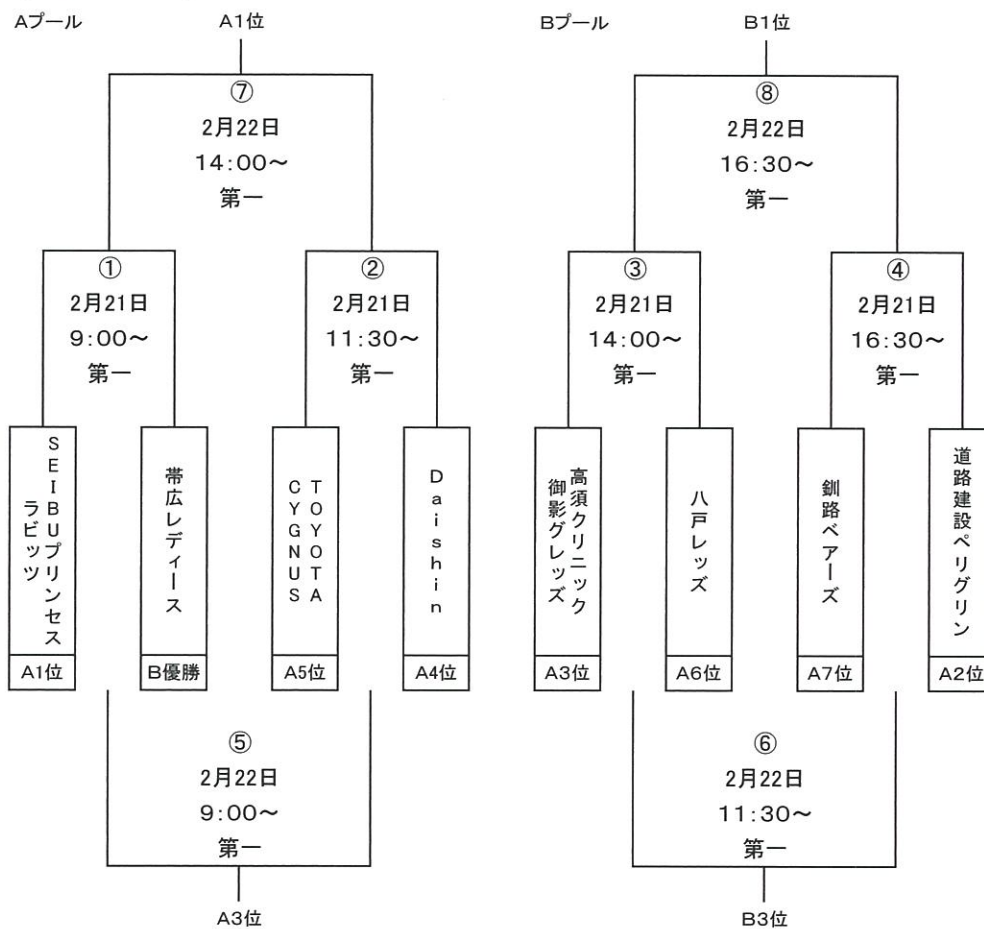 Aプール
A1位
⑦
2月22日
14:00～
第一
①
2月21日
9:00～
第一
②
2月21日
11:30～
第一
SEIBUプリンセス
ラビッツ
A1位
帯広レディース
B優勝
TOYOTA
CYGNUS
A5位
Daishin
A4位
⑤
2月22日
9:00～
第一
A3位
Bプール
B1位
⑧
2月22日
16:30～
第一
③
2月21日
14:00～
第一
④
2月21日
16:30～
第一
高須クリニック
御影グレッズ
A3位
八戸レッズ
A6位
釧路ベアーズ
A7位
道路建設ペリグリン
A2位
⑥
2月22日
11:30～
第一
B3位